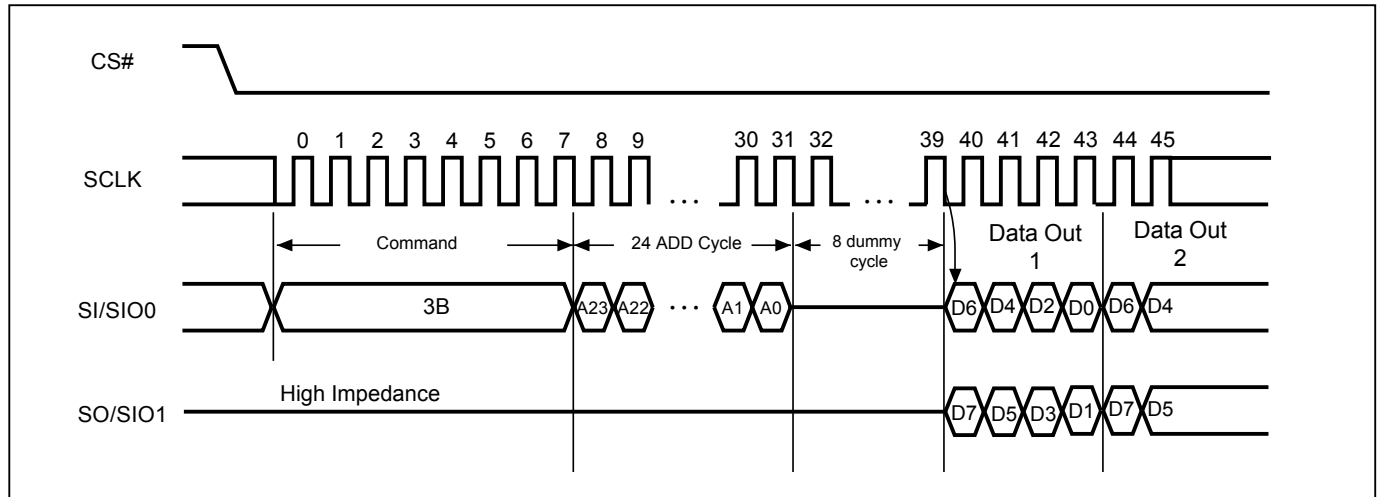 CS#
0 1 2 3 4 5 6 7 8 9 30 31 32 39 40 41 42 43 44 45
SCLK
... ...
Command 24 ADD Cycle 8 dummy cycle Data Out 1 Data Out 2
SI/SIO0 3B A23 A22 ... A1 A0 D6 D4 D2 D0 D6 D4
High Impedance
SO/SIO1 D7 D5 D3 D1 D7 D5